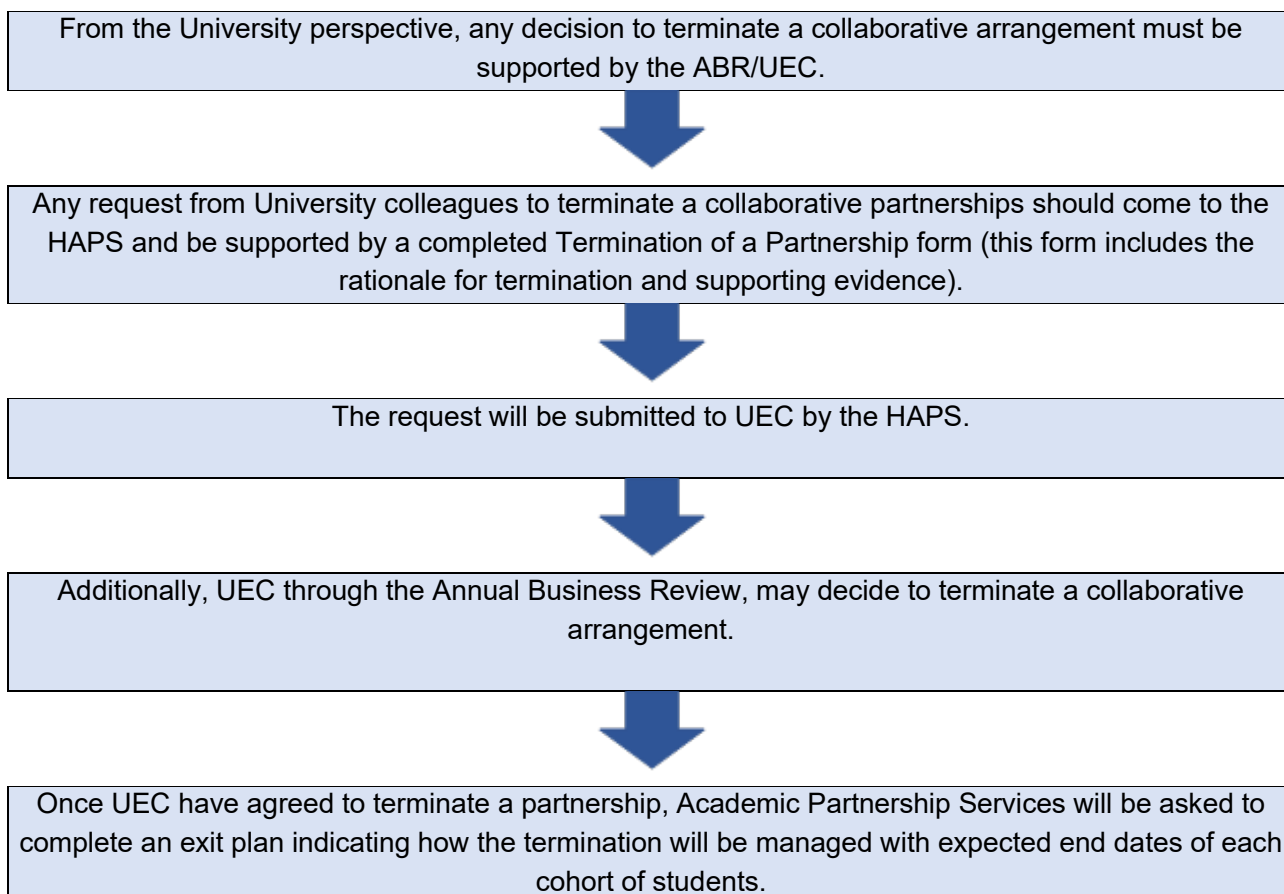 From the University perspective, any decision to terminate a collaborative arrangement must be
supported by the ABR/UEC.
Any request from University colleagues to terminate a collaborative partnerships should come to the
HAPS and be supported by a completed Termination of a Partnership form (this form includes the
rationale for termination and supporting evidence).
The request will be submitted to UEC by the HAPS.
Additionally, UEC through the Annual Business Review, may decide to terminate a collaborative
arrangement.
Once UEC have agreed to terminate a partnership, Academic Partnership Services will be asked to
complete an exit plan indicating how the termination will be managed with expected end dates of each
cohort of students.